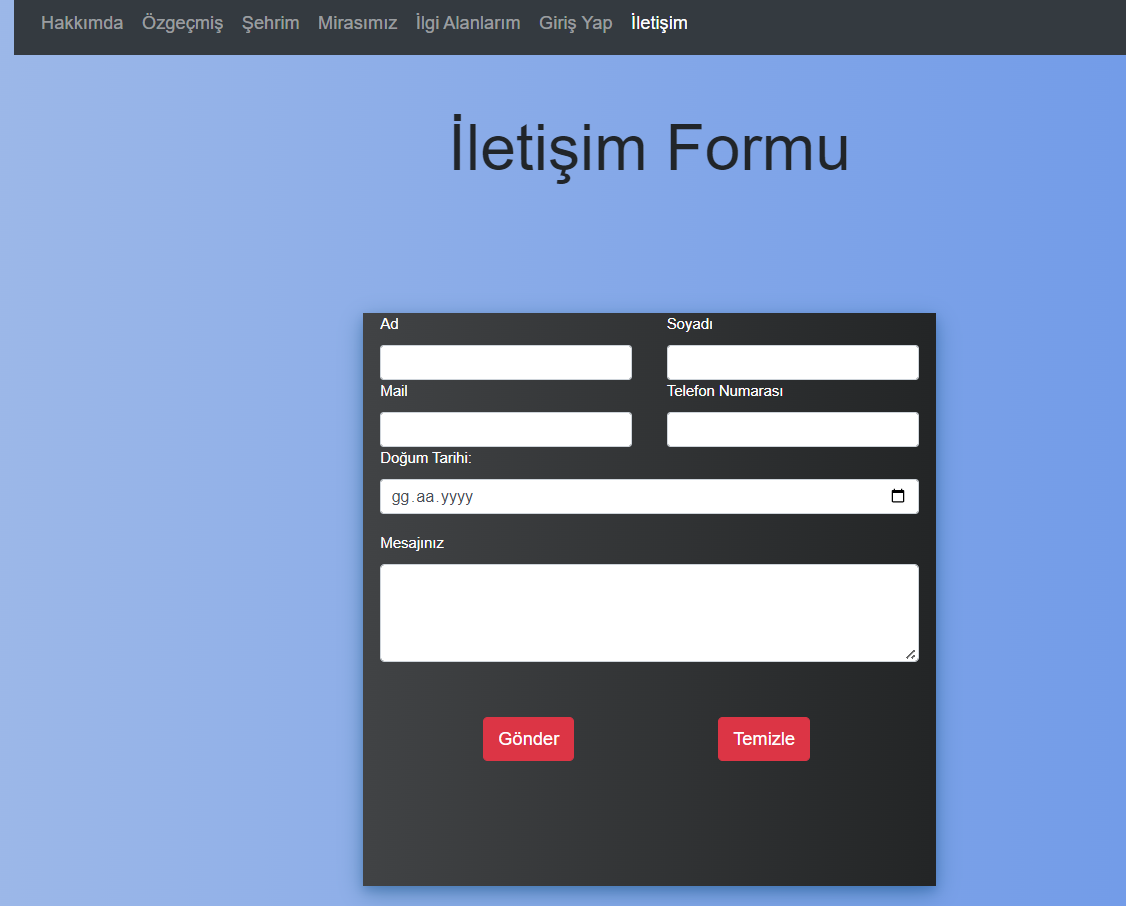 Hakkımda Özgeçmiş Şehrim Mirasımız İlgi Alanlarım Giriş Yap İletişim
İletişim Formu
Ad Soyadı
Mail Telefon Numarası
Doğum Tarihi:
gg.aa.yyyy
Mesajınız
Gönder Temizle